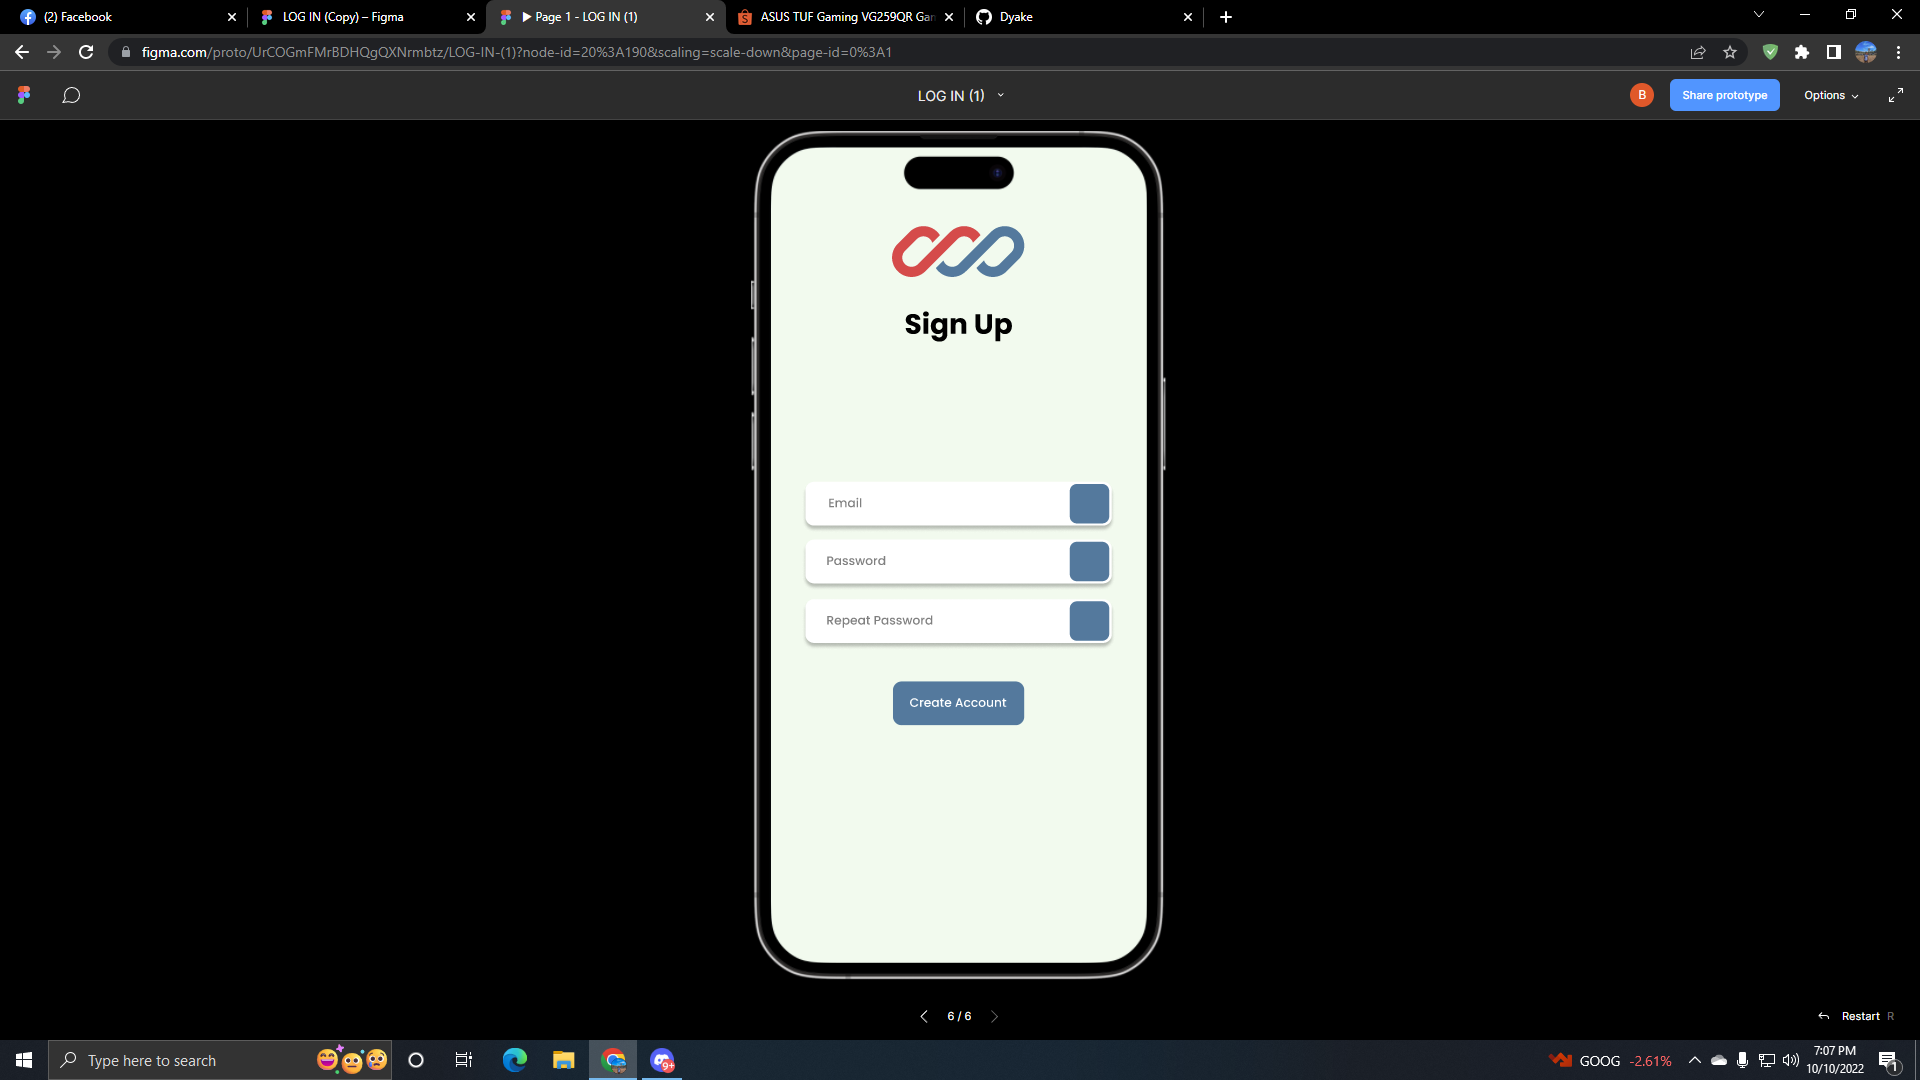 (2) Facebook
LOG IN (Copy) – Figma
Page 1 - LOG IN (1)
ASUS TUF Gaming VG259QR Gan
Dyake
figma.com/proto/UrCOGmFMrBDHQgQXNrmbtz/LOG-IN-(1)?node-id=20%3A190&scaling=scale-down&page-id=0%3A1
LOG IN (1)
B
Share prototype
Options
Sign Up
Email
Password
Repeat Password
Create Account
6 / 6
Restart R
Type here to search
9+
GOOG -2.61%
7:07 PM
10/10/2022
1